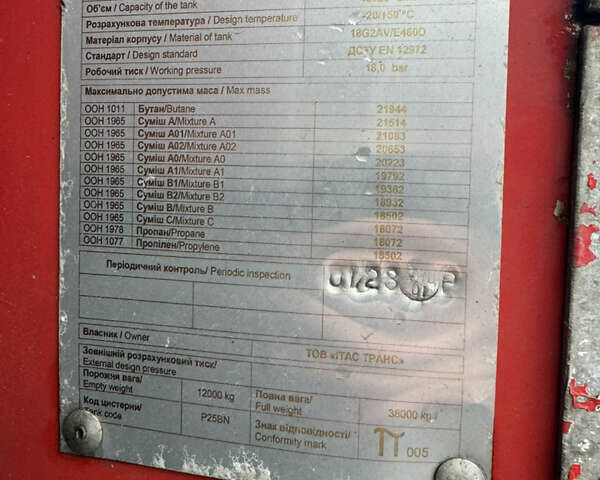 Об'єм / Capacity of the tank
Розрахункова температура / Design temperature -20/150 °C
Матеріал корпусу / Material of tank 18G2AV/E460O
Стандарт / Design standard ДСТУ EN 12972
Робочий тиск / Working pressure 18,0 bar
Максимально допустима маса / Max mass
ООН 1011 Бутан/Butane 21944
ООН 1965 Суміш А/Mixture A 21514
ООН 1965 Суміш А01/Mixture A01 21083
ООН 1965 Суміш А02/Mixture A02 20653
ООН 1965 Суміш А0/Mixture A0 20223
ООН 1965 Суміш А1/Mixture A1 19792
ООН 1965 Суміш В1/Mixture B1 19362
ООН 1965 Суміш В2/Mixture B2 18932
ООН 1965 Суміш В/Mixture B 18502
ООН 1965 Суміш С/Mixture C 18072
ООН 1978 Пропан/Propane 18072
ООН 1077 Пропілен/Propylene 18502
Періодичний контроль/ Periodic inspection
Власник / Owner ТОВ «ІТАС ТРАНС»
Зовнішній розрахунковий тиск/
External design pressure
Порожня вага/
Empty weight 12000 kg
Повна вага/
Full weight 38000 kg
Код цистерни/
Tank code P25BN
Знак відповідності/
Conformity mark π 005